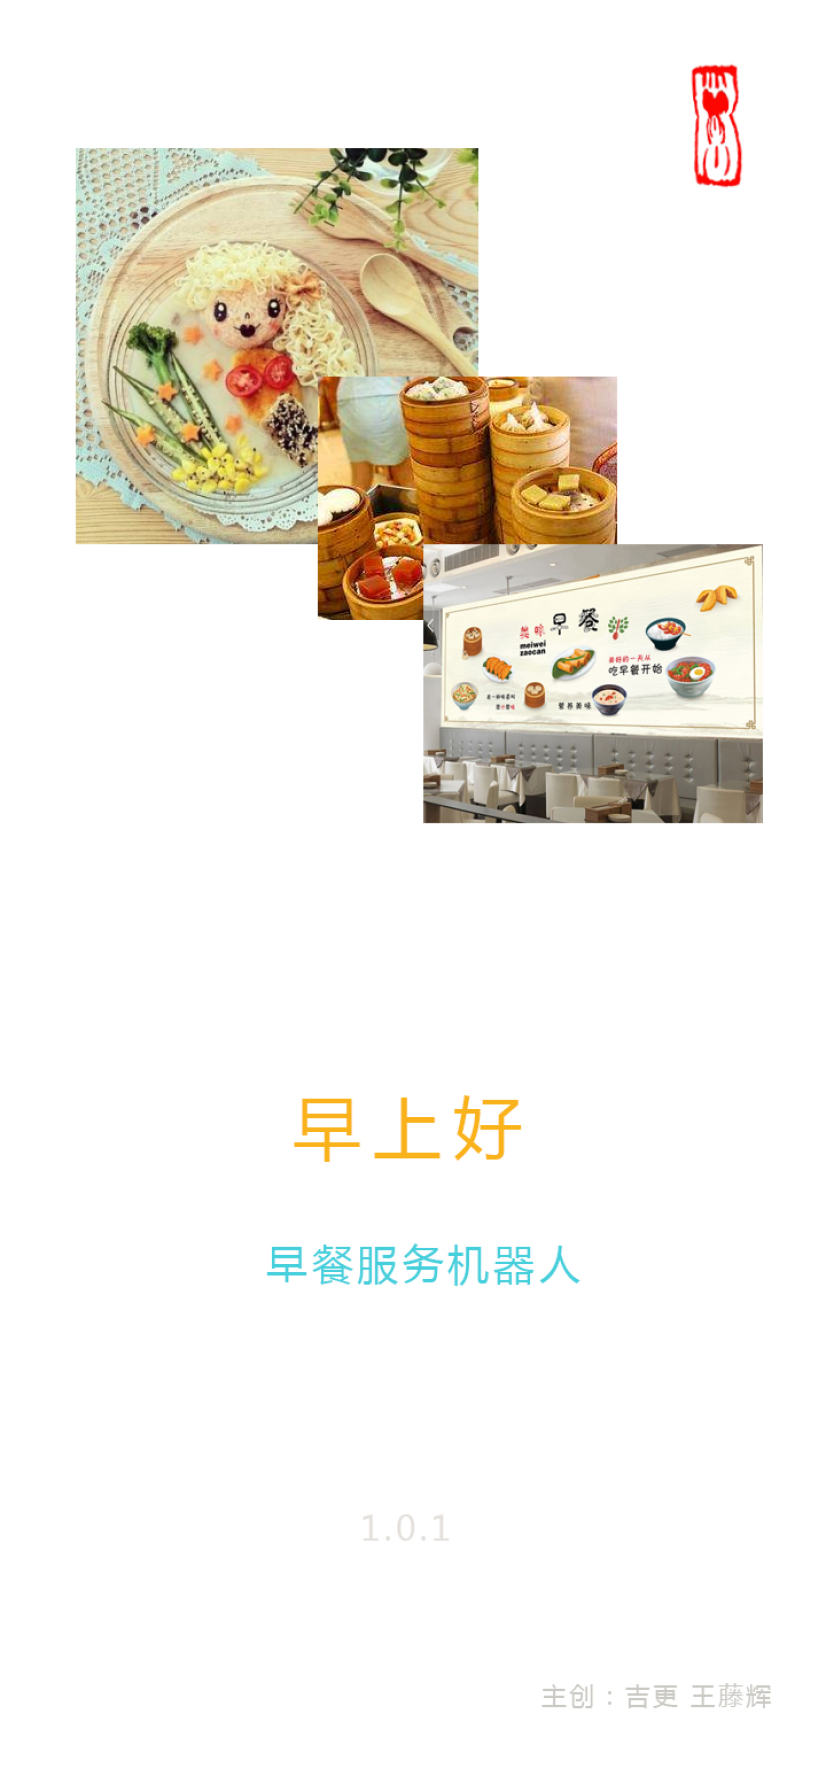 美味早餐
meiwei
zaocan
美好的一天从
吃早餐开始
营养美味
早上好
早餐服务机器人
1.0.1
主创：吉更 王藤辉